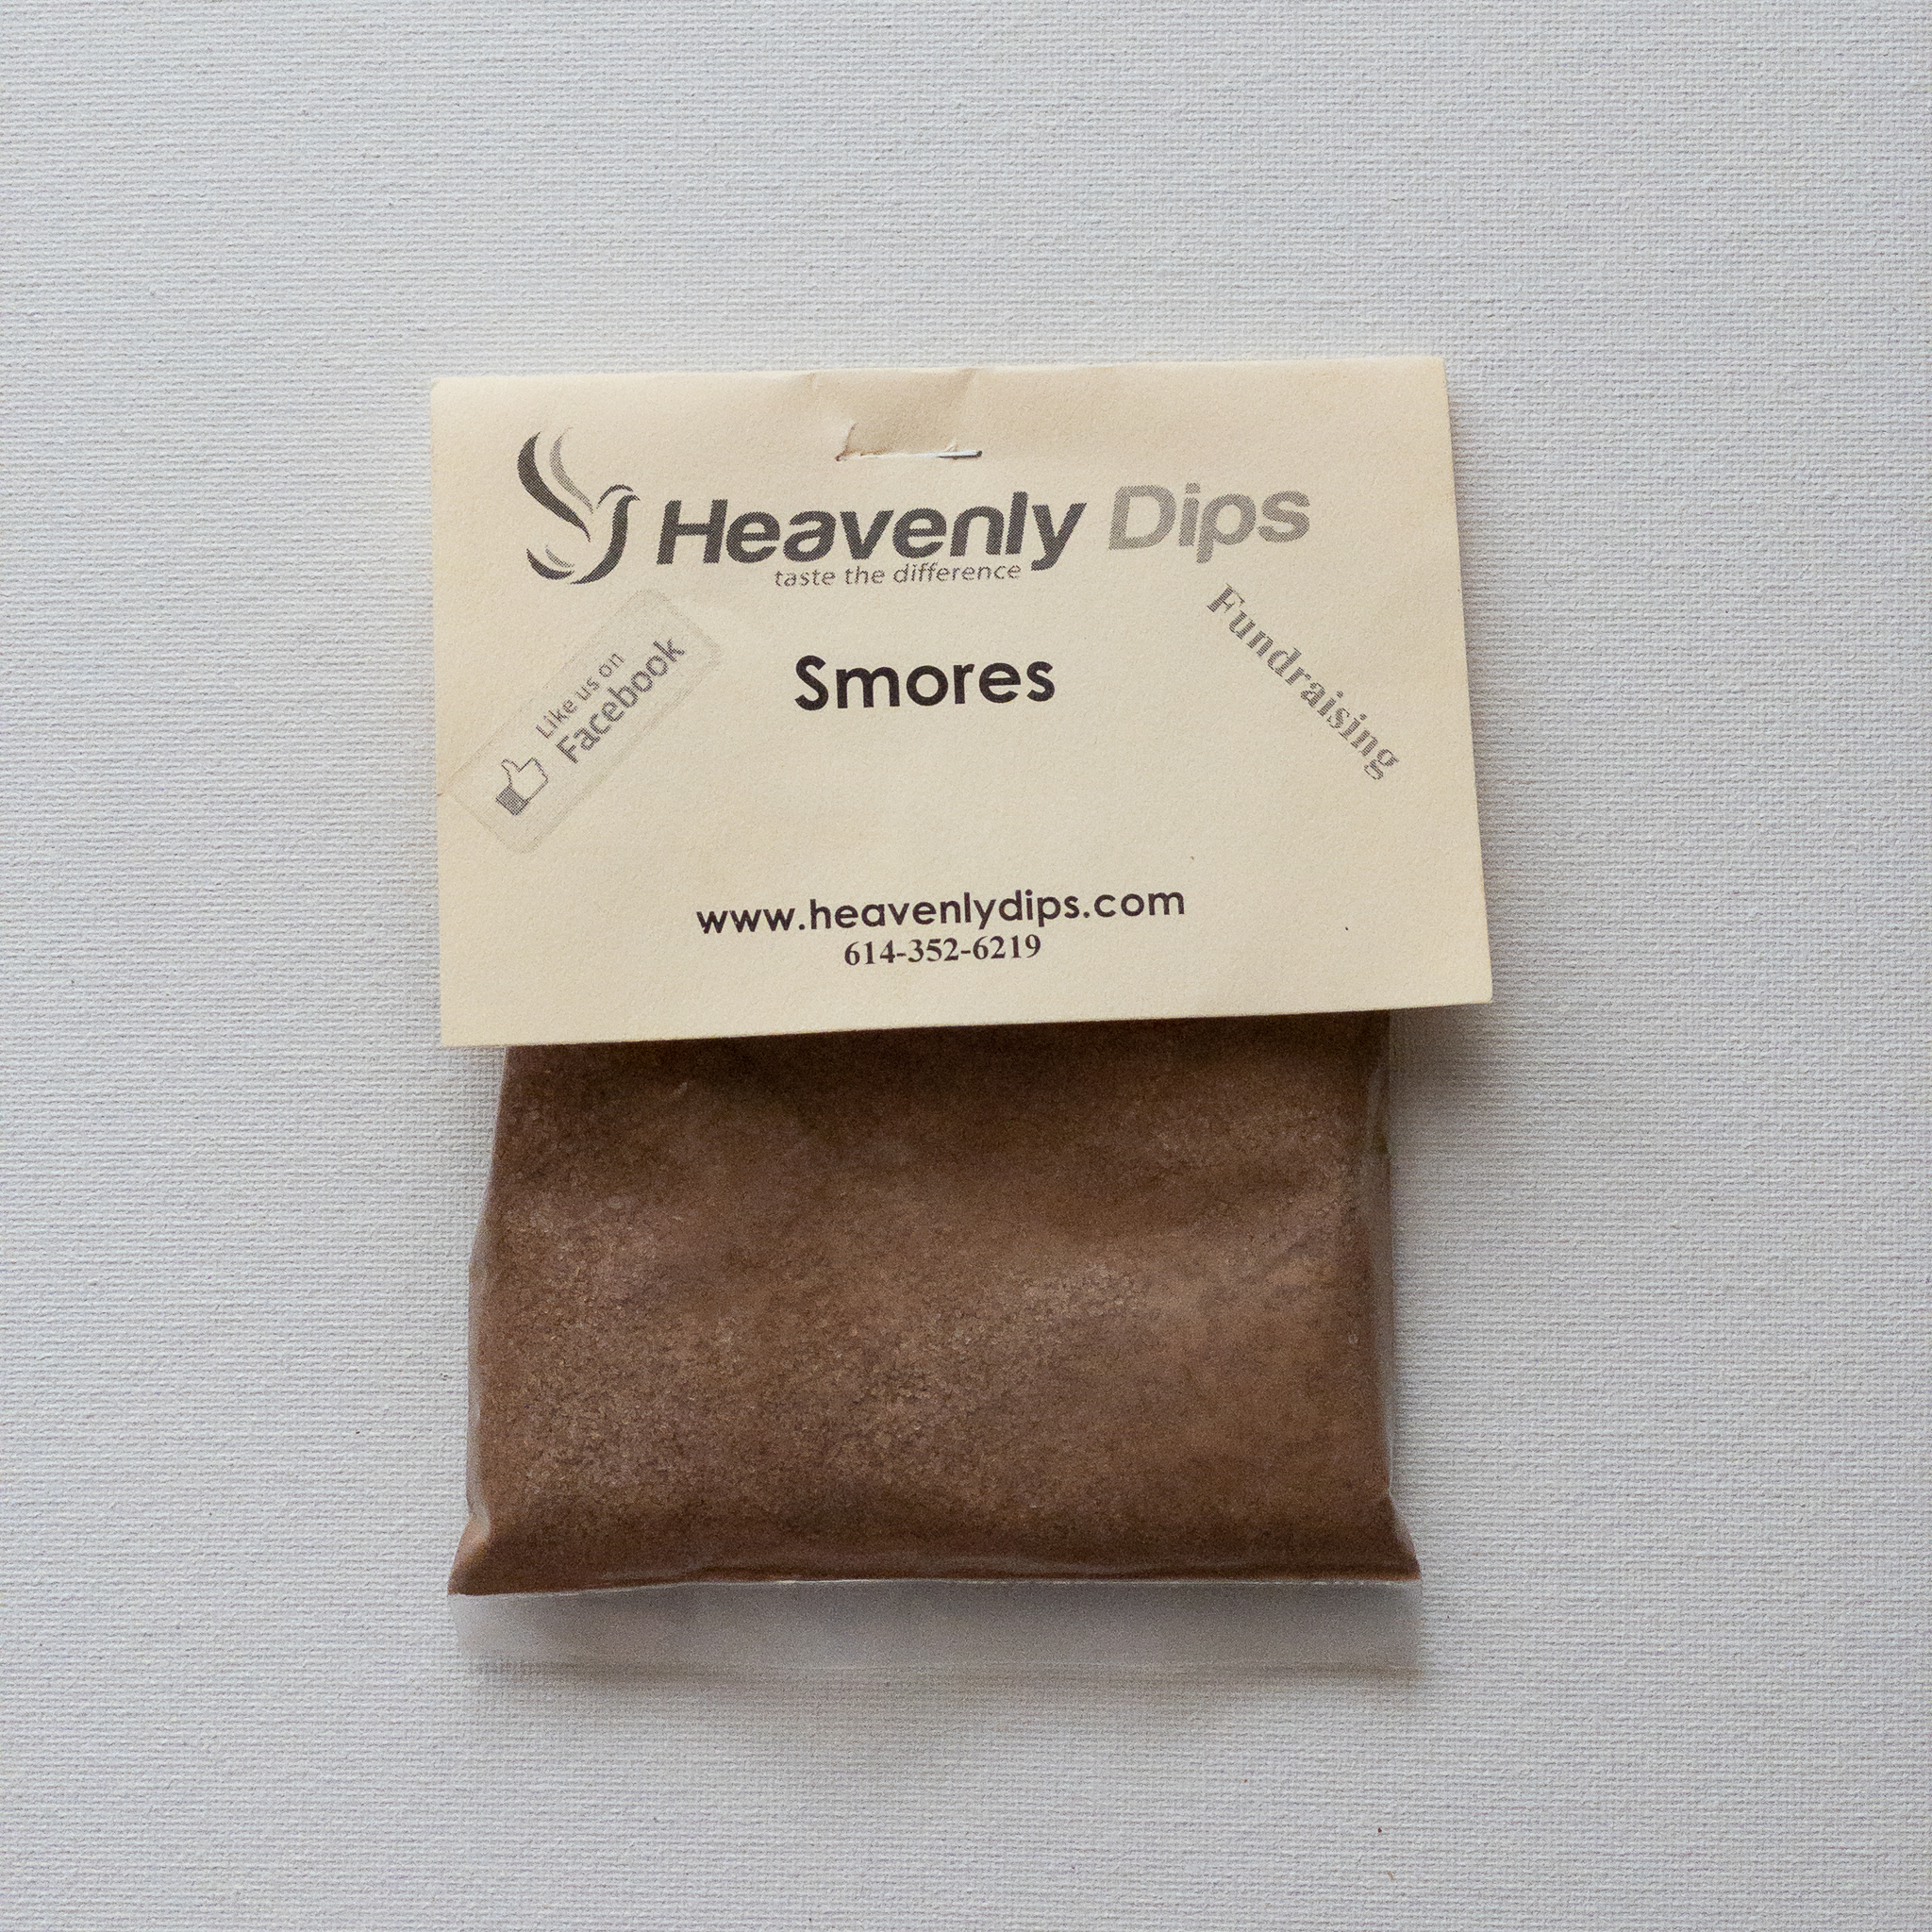 Heavenly Dips
taste the difference
Like us on
Facebook
Smores
Fundraising
www.heavenlydips.com
614-352-6219